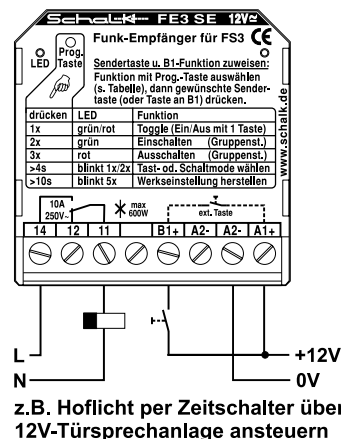 Schalk FE3 SE 12V≂
Funk-Empfänger für FS3 CE
LED
Prog. Taste
Sendertaste u. B1-Funktion zuweisen:
Funktion mit Prog.-Taste auswählen
(s. Tabelle), dann gewünschte Sender-
taste (oder Taste an B1) drücken.
drücken LED Funktion
1x grün/rot Toggle (Ein/Aus mit 1 Taste)
2x grün Einschalten (Gruppenst.)
3x rot Ausschalten (Gruppenst.)
>4s blinkt 1x/2x Tast- od. Schaltmode wählen
>10s blinkt 5x Werkseinstellung herstellen
www.schalk.de
10A
250V~
max
600W
ext. Taste
14 12 11 B1+ A2- A2- A1+
L
N
+12V
0V
z.B. Hoflicht per Zeitschalter über
12V-Türsprechanlage ansteuern